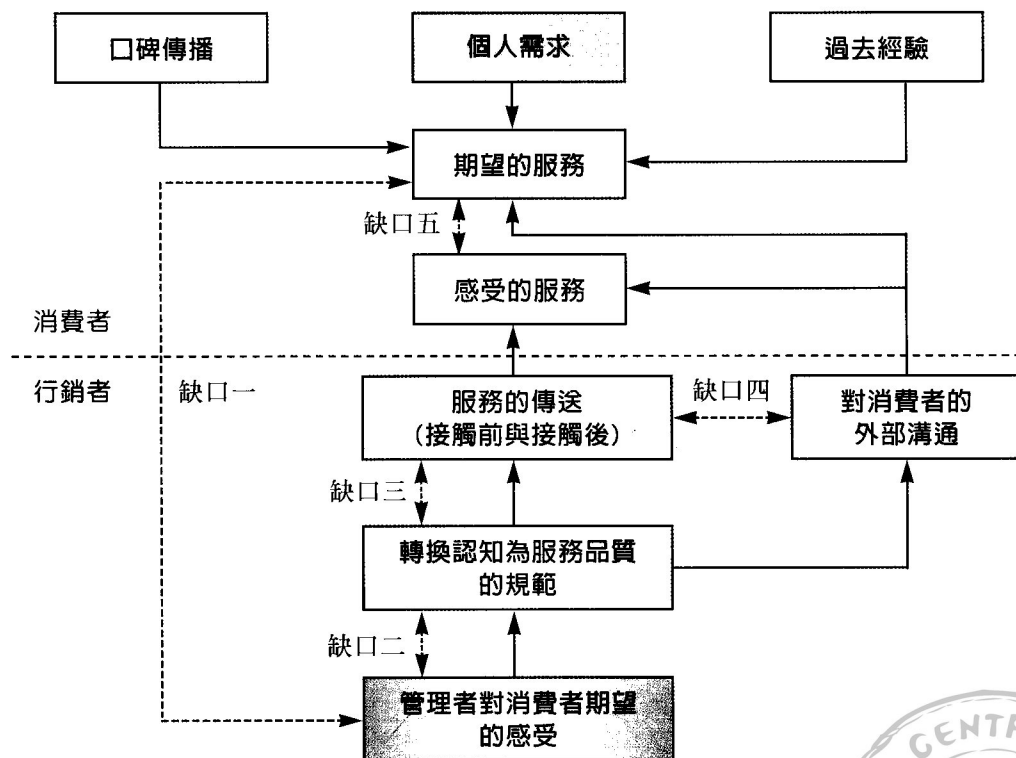 口碑傳播
個人需求
過去經驗
期望的服務
缺口五
感受的服務
消費者
行銷者
缺口一
服務的傳送
(接觸前與接觸後)
缺口四
對消費者的
外部溝通
缺口三
轉換認知為服務品質
的規範
缺口二
管理者對消費者期望
的感受
CENTR